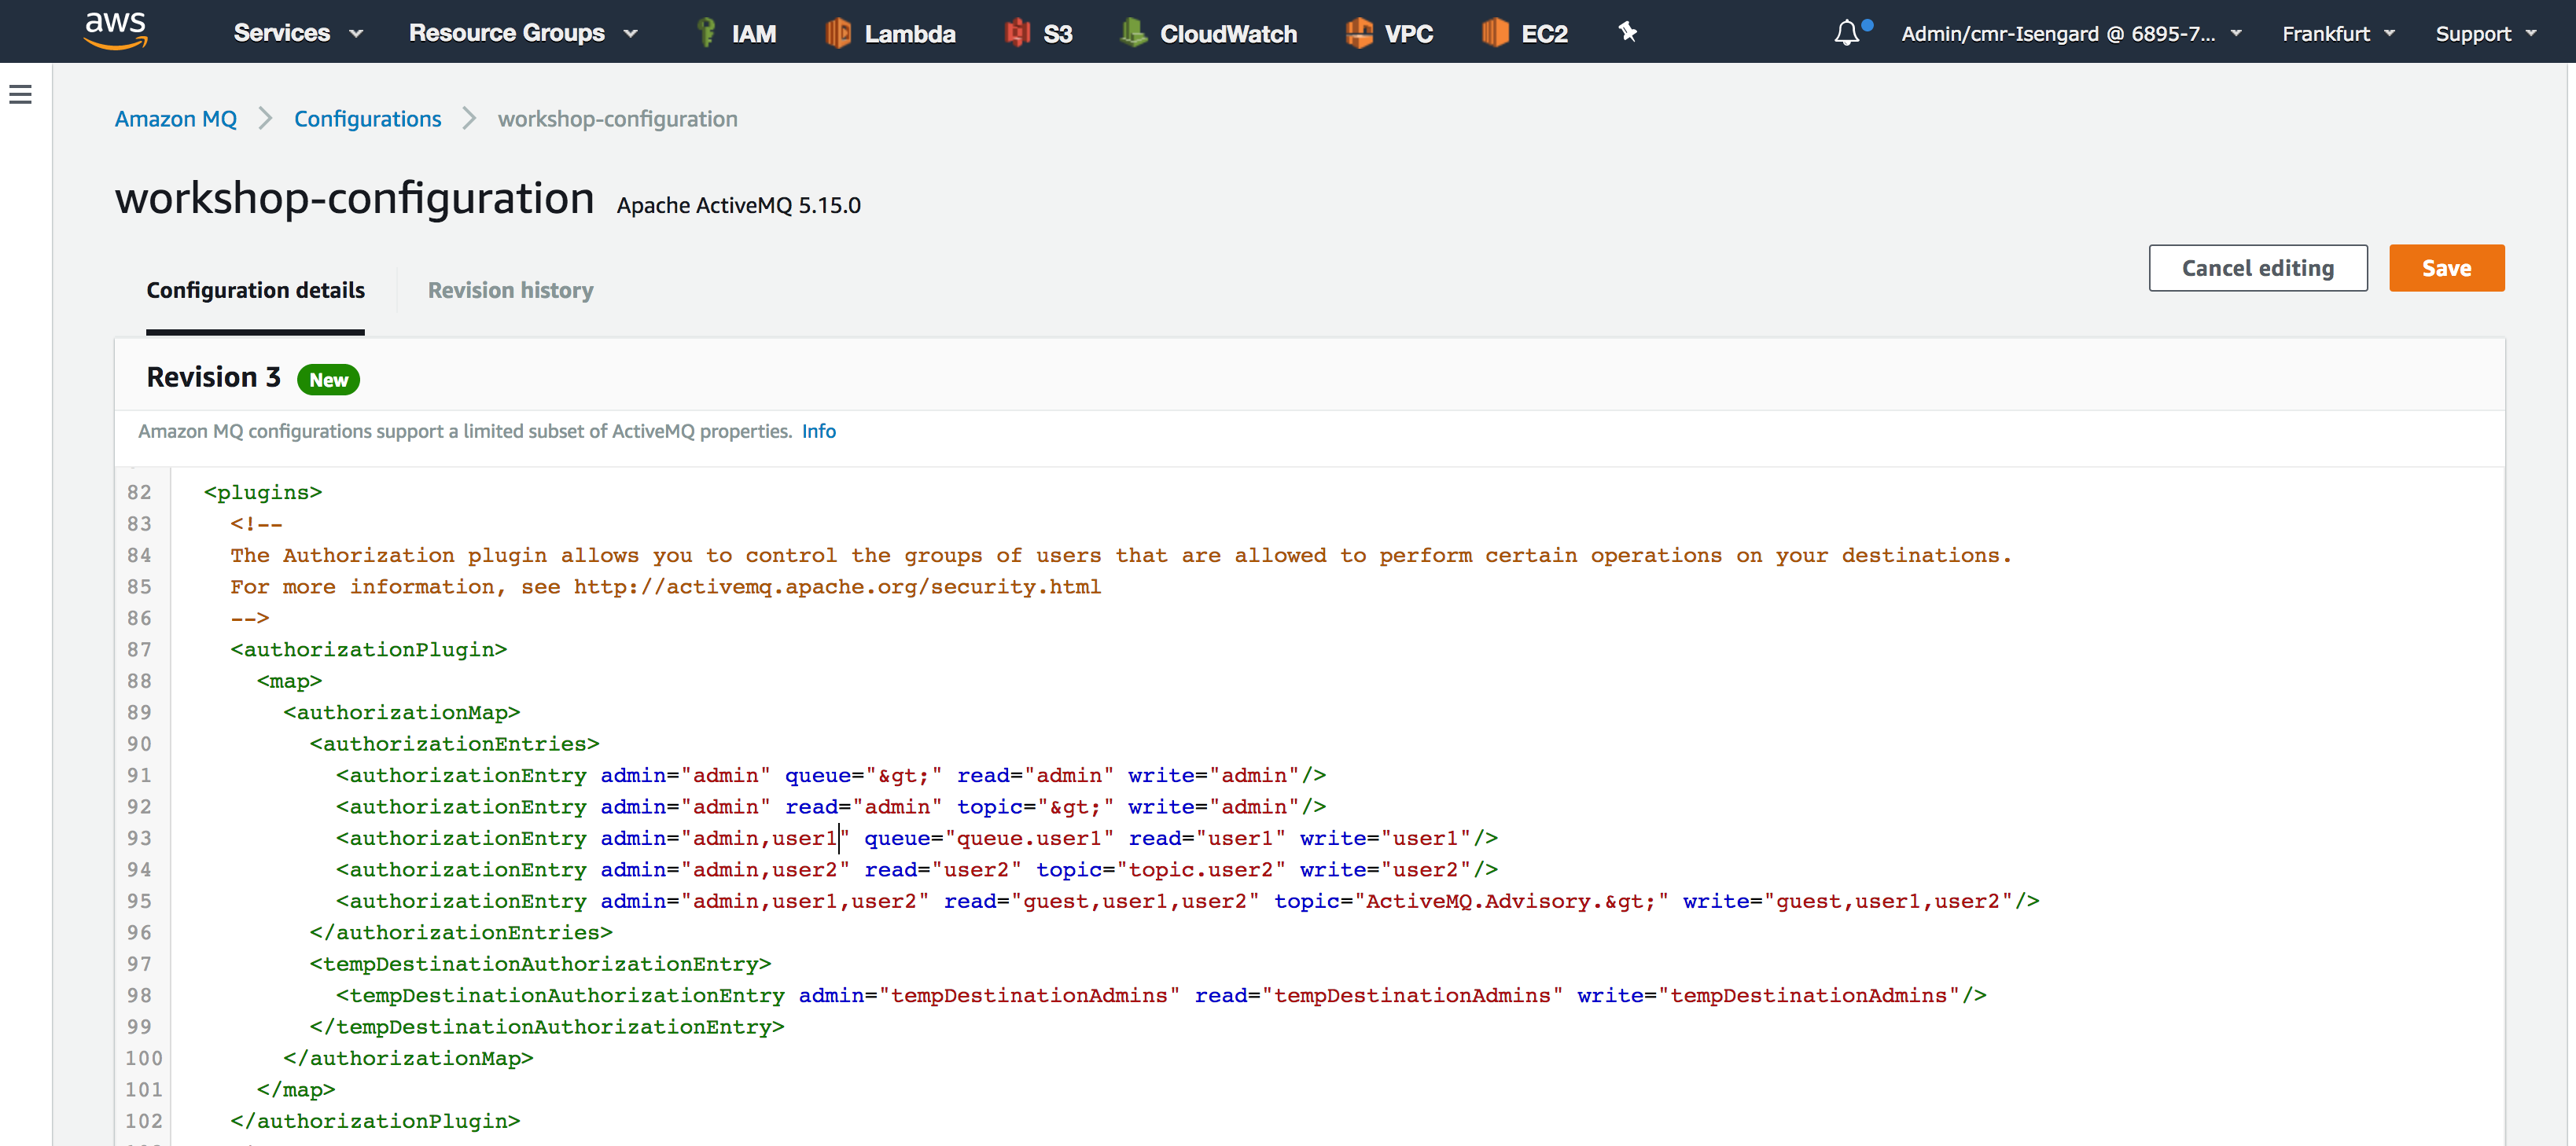 aws Services Resource Groups IAM Lambda S3 CloudWatch VPC EC2 Admin/cmr-Isengard @ 6895-7... Frankfurt Support
Amazon MQ Configurations workshop-configuration
workshop-configuration Apache ActiveMQ 5.15.0
Cancel editing Save
Configuration details Revision history
Revision 3 New
Amazon MQ configurations support a limited subset of ActiveMQ properties. Info
82 <plugins>
83 <!--
84 The Authorization plugin allows you to control the groups of users that are allowed to perform certain operations on your destinations.
85 For more information, see http://activemq.apache.org/security.html
86 -->
87 <authorizationPlugin>
88 <map>
89 <authorizationMap>
90 <authorizationEntries>
91 <authorizationEntry admin="admin" queue="&gt;" read="admin" write="admin"/>
92 <authorizationEntry admin="admin" read="admin" topic="&gt;" write="admin"/>
93 <authorizationEntry admin="admin,user1" queue="queue.user1" read="user1" write="user1"/>
94 <authorizationEntry admin="admin,user2" read="user2" topic="topic.user2" write="user2"/>
95 <authorizationEntry admin="admin,user1,user2" read="guest,user1,user2" topic="ActiveMQ.Advisory.&gt;" write="guest,user1,user2"/>
96 </authorizationEntries>
97 <tempDestinationAuthorizationEntry>
98 <tempDestinationAuthorizationEntry admin="tempDestinationAdmins" read="tempDestinationAdmins" write="tempDestinationAdmins"/>
99 </tempDestinationAuthorizationEntry>
100 </authorizationMap>
101 </map>
102 </authorizationPlugin>